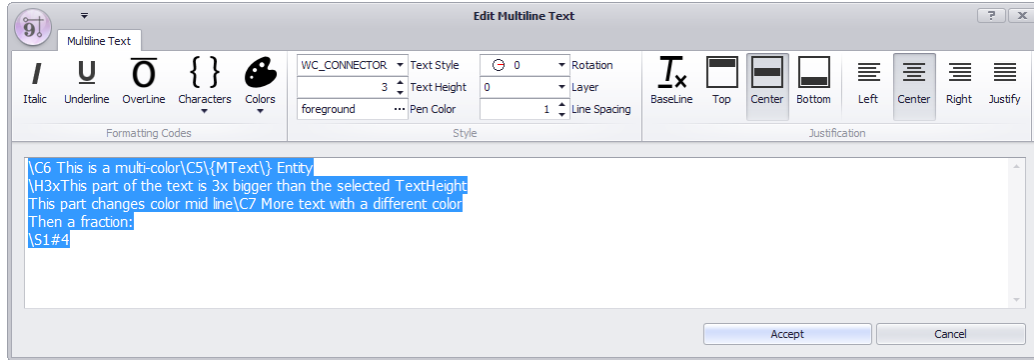 Edit Multiline Text
Multiline Text
I U O { }
Italic Underline OverLine Characters Colors
Formatting Codes
WC_CONNECTOR Text Style 0 Rotation
3 Text Height 0 Layer
foreground ... Pen Color 1 Line Spacing
Style
BaseLine Top Center Bottom Left Center Right Justify
Justification
\C6 This is a multi-color\C5\{MText\} Entity
\H3xThis part of the text is 3x bigger than the selected TextHeight
This part changes color mid line\C7 More text with a different color
Then a fraction:
\S1#4
Accept Cancel